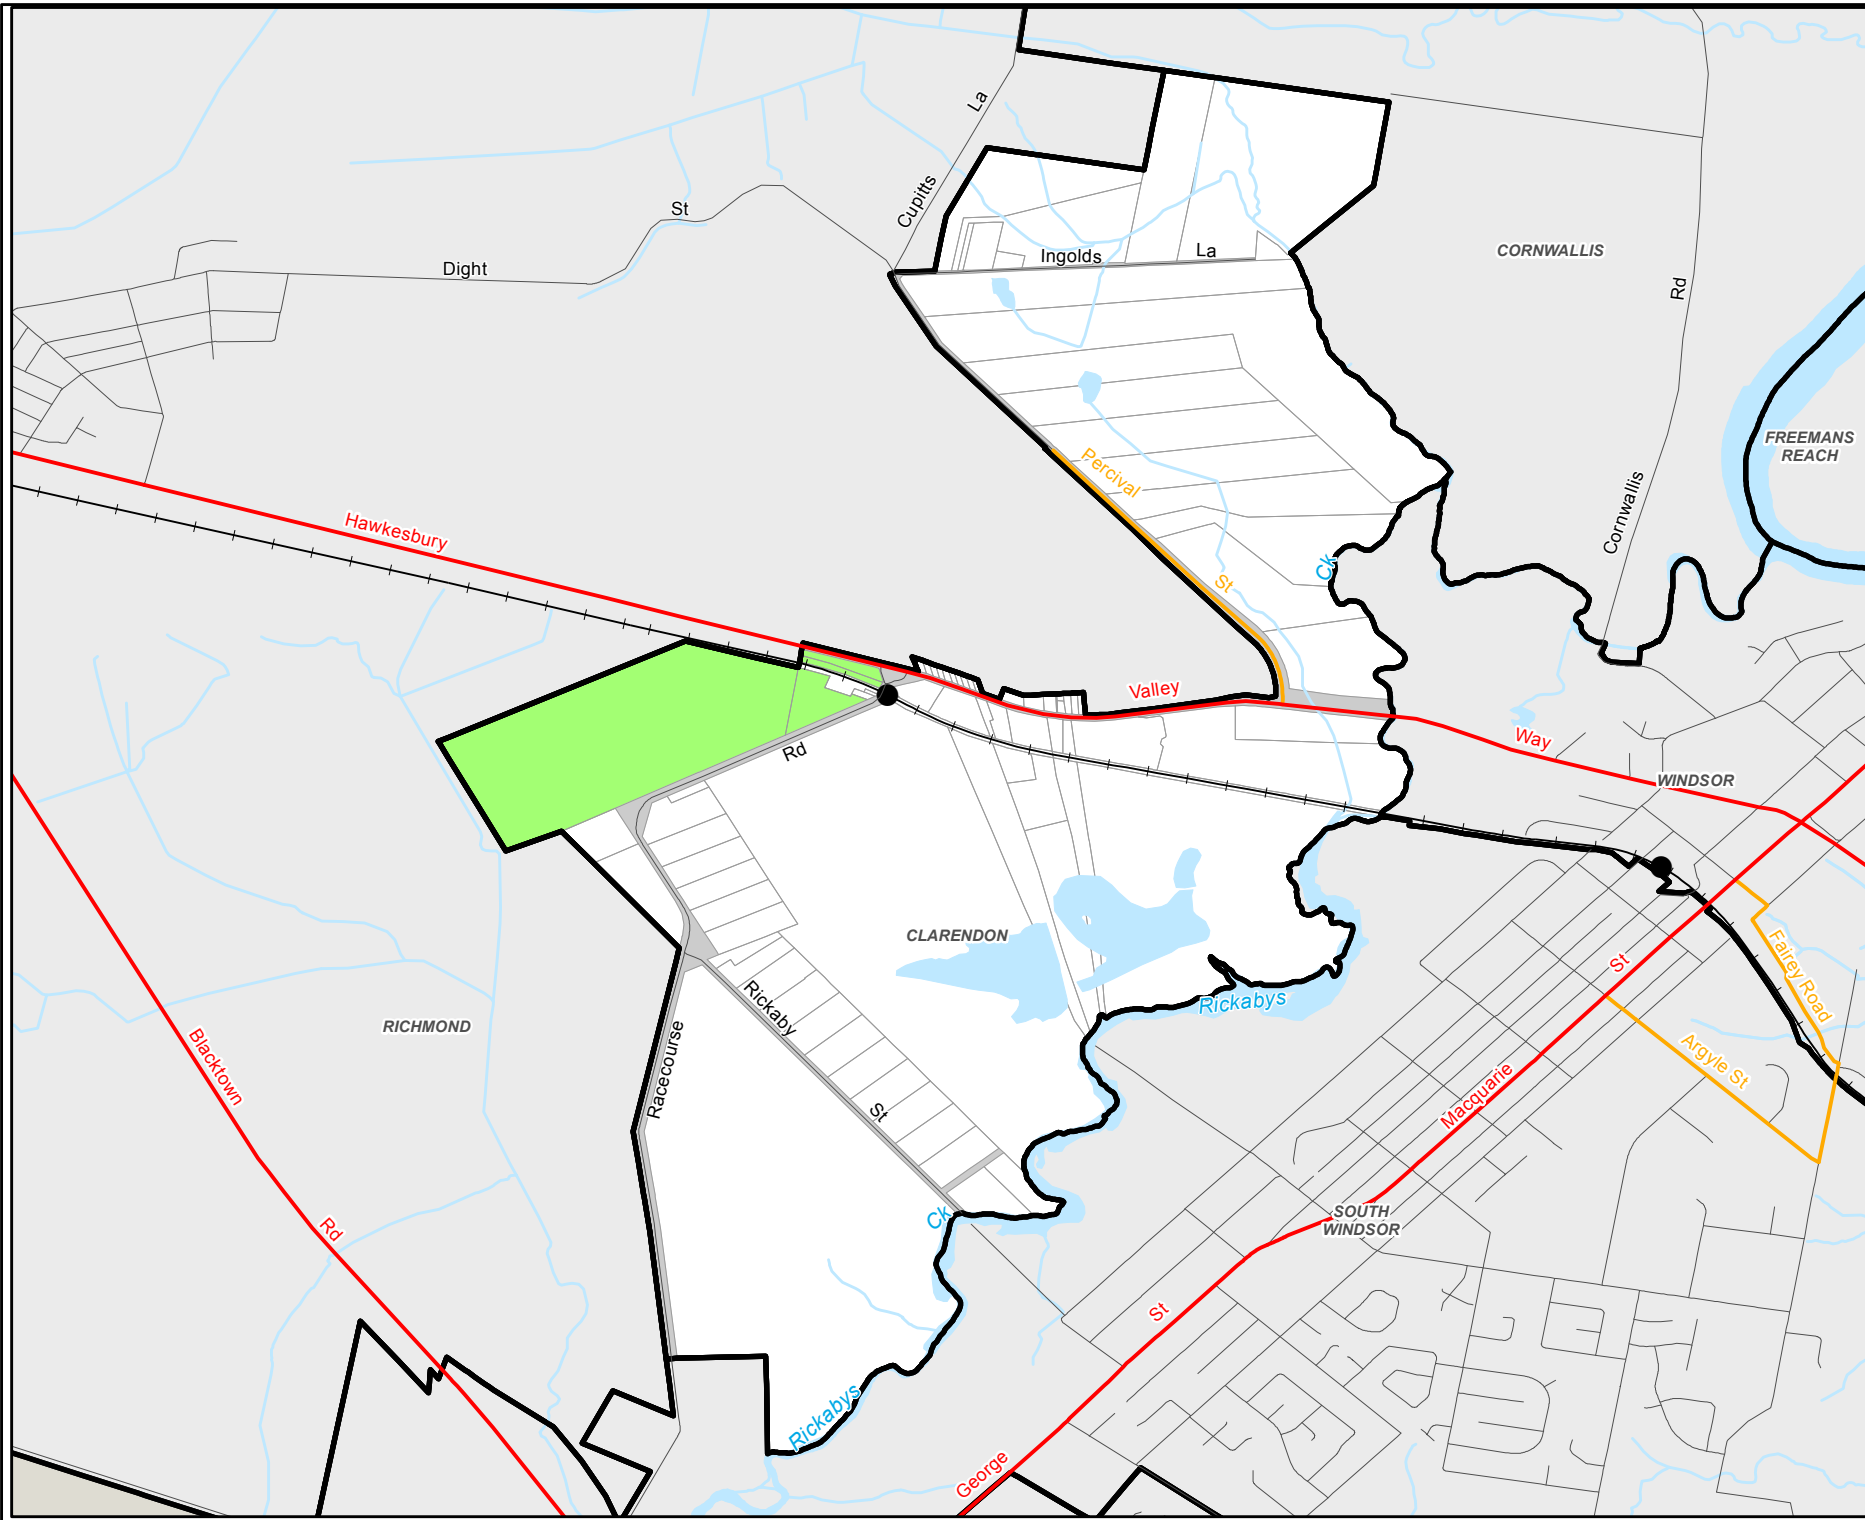 La
Cupitts
St
Dight
Ingolds
La
CORNWALLIS
Rd
FREEMANS
REACH
Percival
St
Ck
Cornwallis
Hawkesbury
Valley
Way
Rd
WINDSOR
CLARENDON
RICHMOND
Rickaby
St
Racecourse
Rickabys
Ck
Rickabys
Blacktown
Rd
St
Fairey Road
Argyle St
Macquarie
SOUTH
WINDSOR
St
George